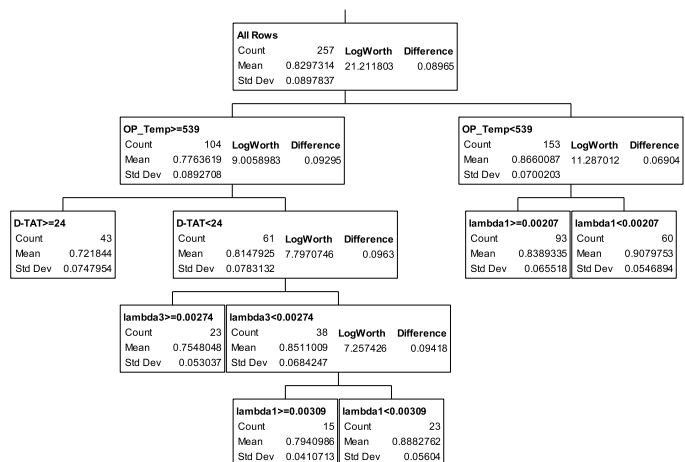 All Rows
Count 257 LogWorth Difference
Mean 0.8297314 21.211803 0.08965
Std Dev 0.0897837
OP_Temp>=539
Count 104 LogWorth Difference
Mean 0.7763619 9.0058983 0.09295
Std Dev 0.0892708
OP_Temp<539
Count 153 LogWorth Difference
Mean 0.8660087 11.287012 0.06904
Std Dev 0.0700203
D-TAT>=24
Count 43
Mean 0.721844
Std Dev 0.0747954
D-TAT<24
Count 61 LogWorth Difference
Mean 0.8147925 7.7970746 0.0963
Std Dev 0.0783132
lambda1>=0.00207
Count 93
Mean 0.8389335
Std Dev 0.065518
lambda1<0.00207
Count 60
Mean 0.9079753
Std Dev 0.0546894
lambda3>=0.00274
Count 23
Mean 0.7548048
Std Dev 0.053037
lambda3<0.00274
Count 38 LogWorth Difference
Mean 0.8511009 7.257426 0.09418
Std Dev 0.0684247
lambda1>=0.00309
Count 15
Mean 0.7940986
Std Dev 0.0410713
lambda1<0.00309
Count 23
Mean 0.8882762
Std Dev 0.05604